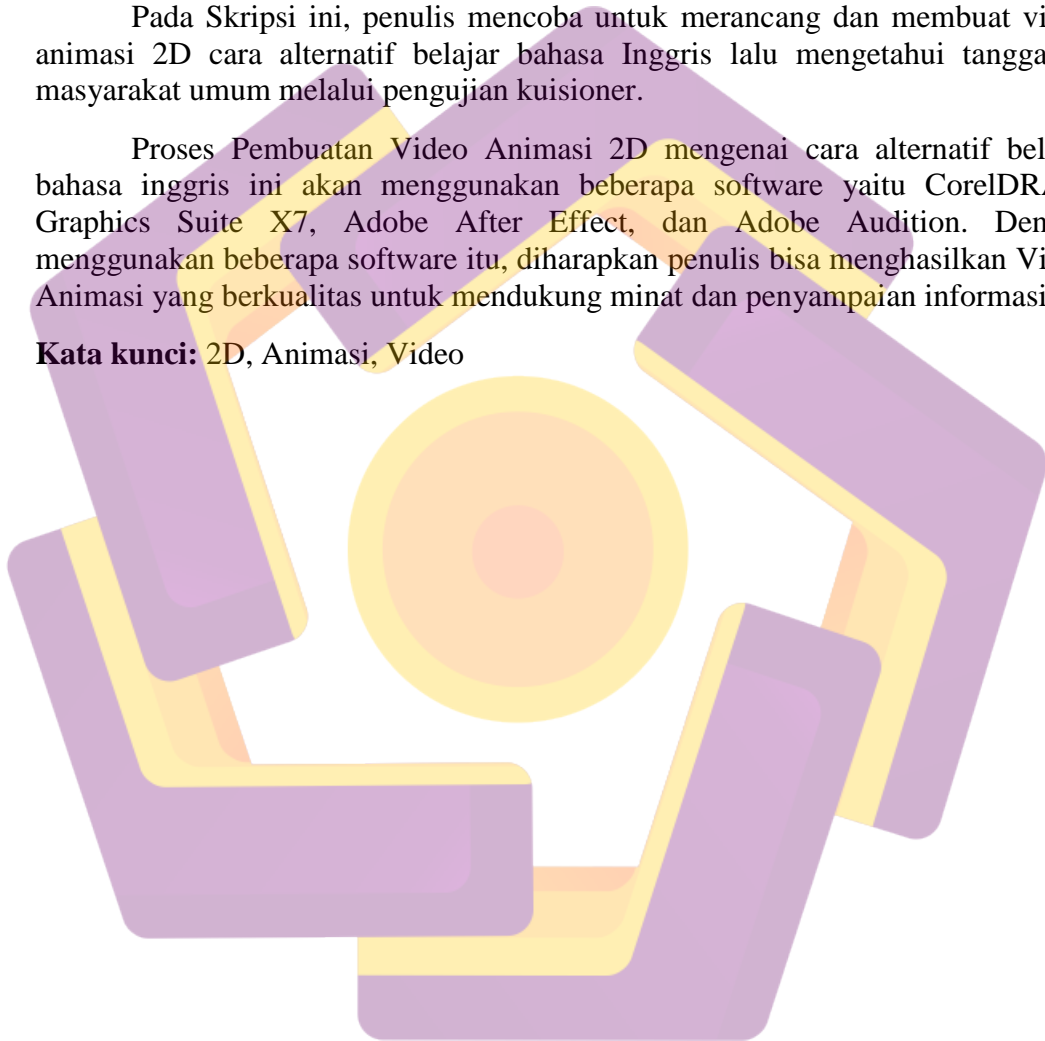 Pada Skripsi ini, penulis mencoba untuk merancang dan membuat vi
animasi 2D cara alternatif belajar bahasa Inggris lalu mengetahui tangga
masyarakat umum melalui pengujian kuisioner.
Proses Pembuatan Video Animasi 2D mengenai cara alternatif bel
bahasa inggris ini akan menggunakan beberapa software yaitu CorelDRA
Graphics Suite X7, Adobe After Effect, dan Adobe Audition. Den
menggunakan beberapa software itu, diharapkan penulis bisa menghasilkan Vi
Animasi yang berkualitas untuk mendukung minat dan penyampaian informasi
Kata kunci: 2D, Animasi, Video